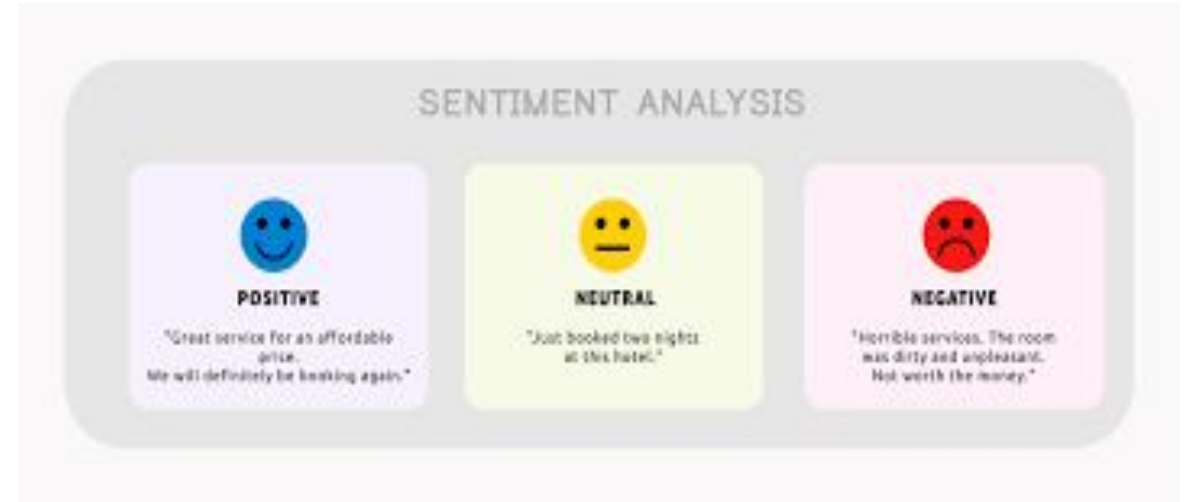 SENTIMENT ANALYSIS
POSITIVE
"Great service for an affordable
price.
We will definitely be booking again."
NEUTRAL
"Just booked two nights
at this hotel."
NEGATIVE
"Horrible services. The room
was dirty and unpleasant.
Not worth the money."